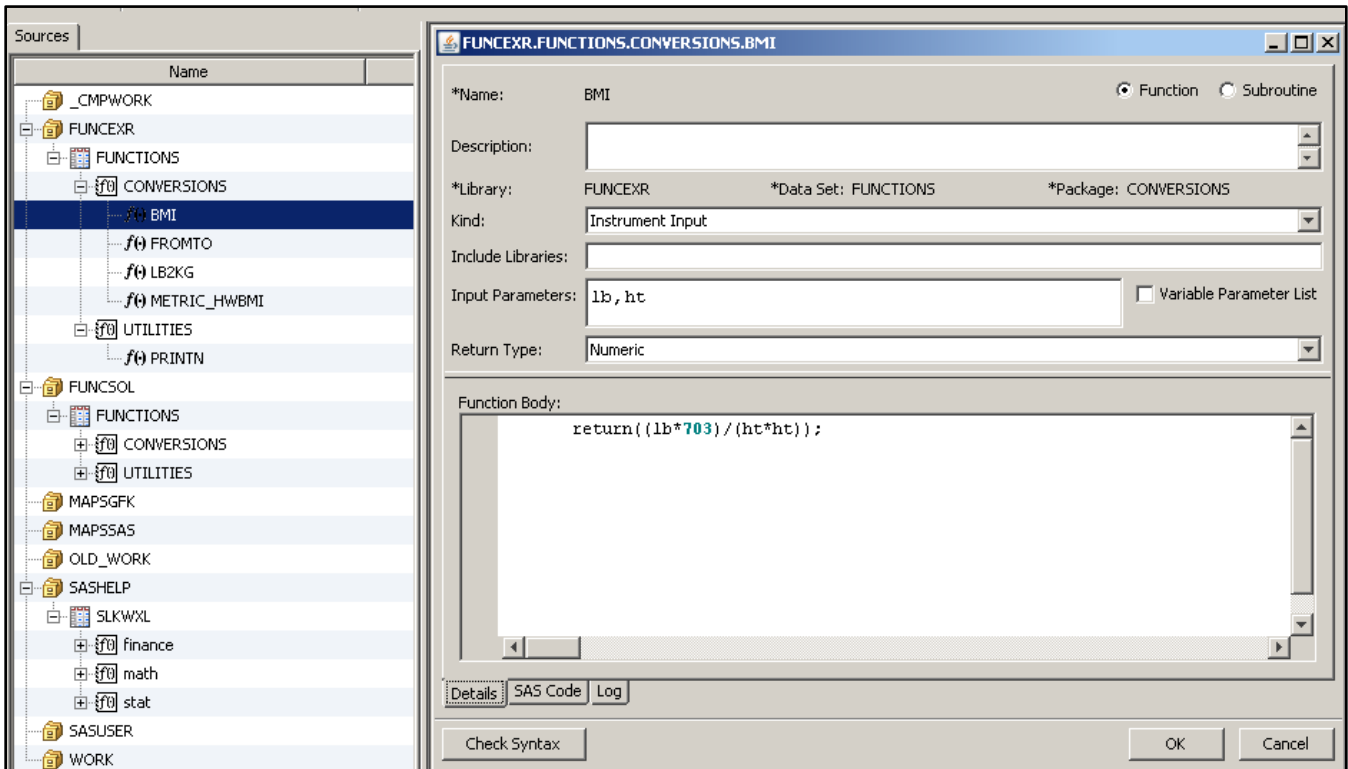 Sources
Name
_CMPWORK
FUNCEXR
FUNCTIONS
CONVERSIONS
f() BMI
f() FROMTO
f() LB2KG
f() METRIC_HWBMI
UTILITIES
f() PRINTN
FUNCSOL
FUNCTIONS
CONVERSIONS
UTILITIES
MAPSGFK
MAPSSAS
OLD_WORK
SASHELP
SLKWXL
finance
math
stat
SASUSER
WORK
FUNCEXR.FUNCTIONS.CONVERSIONS.BMI
*Name: BMI Function Subroutine
Description:
*Library: FUNCEXR *Data Set: FUNCTIONS *Package: CONVERSIONS
Kind: Instrument Input
Include Libraries:
Input Parameters: lb,ht Variable Parameter List
Return Type: Numeric
Function Body:
return((lb*703)/(ht*ht));
Details SAS Code Log
Check Syntax OK Cancel